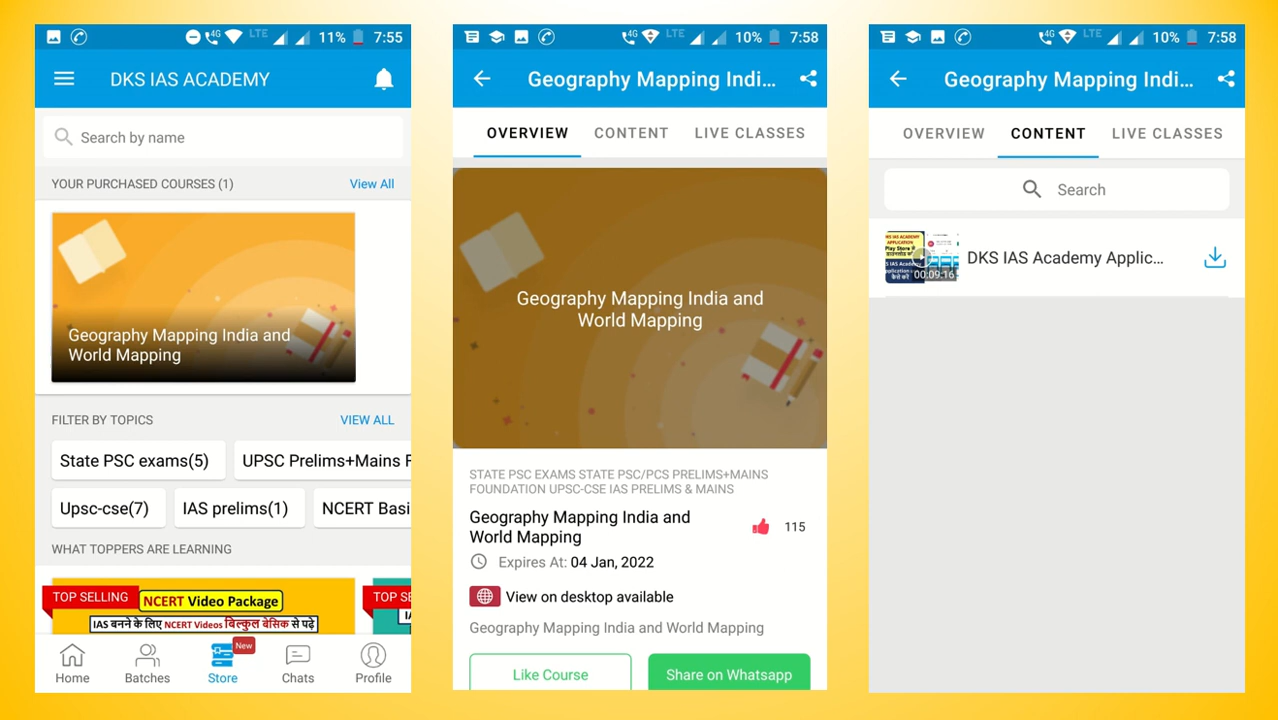 LTE 11% 7:55
DKS IAS ACADEMY
Search by name
YOUR PURCHASED COURSES (1) View All
Geography Mapping India and
World Mapping
FILTER BY TOPICS VIEW ALL
State PSC exams(5) UPSC Prelims+Mains
Upsc-cse(7) IAS prelims(1) NCERT Basi
WHAT TOPPERS ARE LEARNING
TOP SELLING NCERT Video Package TOP SE
IAS बनने के लिए NCERT Videos बिल्कुल बेसिक से पढ़े
New
Home Batches Store Chats Profile
4G LTE 10% 7:58
Geography Mapping Indi...
OVERVIEW CONTENT LIVE CLASSES
Geography Mapping India and
World Mapping
STATE PSC EXAMS STATE PSC/PCS PRELIMS+MAINS
FOUNDATION UPSC-CSE IAS PRELIMS & MAINS
Geography Mapping India and
World Mapping
115
Expires At: 04 Jan, 2022
View on desktop available
Geography Mapping India and World Mapping
Like Course Share on Whatsapp
4G LTE 10% 7:58
Geography Mapping Indi...
OVERVIEW CONTENT LIVE CLASSES
Search
DKS IAS Academy Applic...
00:09:16